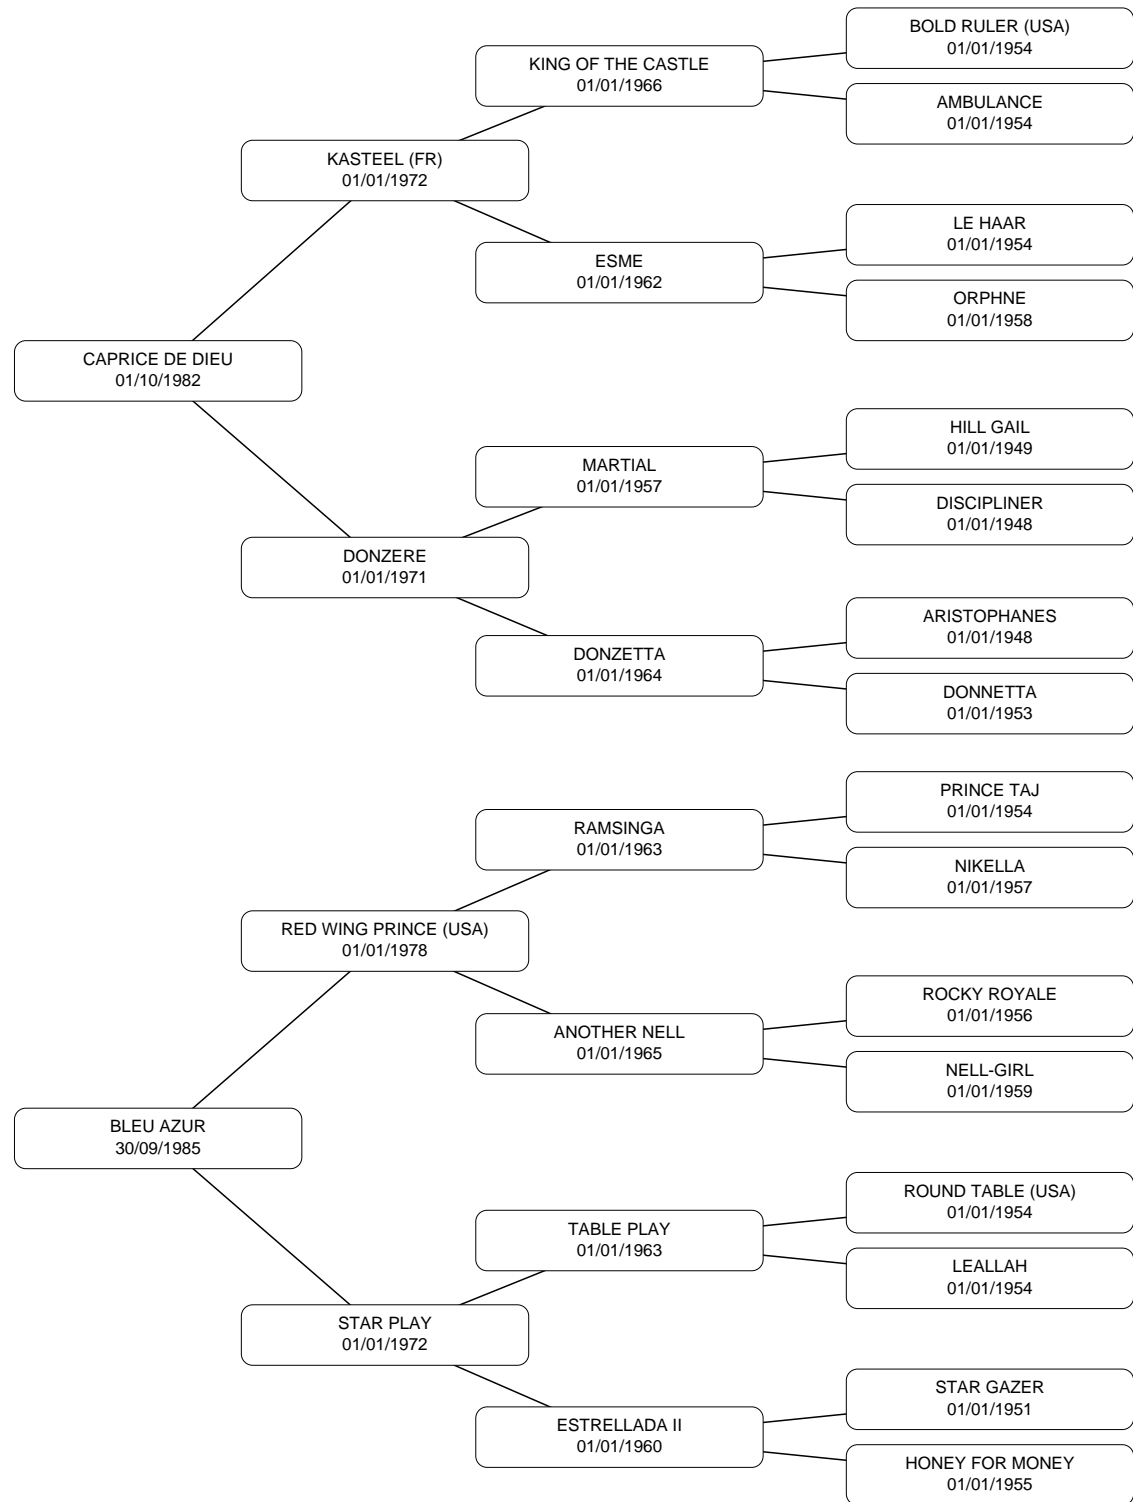 BOLD RULER (USA)
01/01/1954
KING OF THE CASTLE
01/01/1966
AMBULANCE
01/01/1954
KASTEEL (FR)
01/01/1972
LE HAAR
01/01/1954
ESME
01/01/1962
ORPHNE
01/01/1958
CAPRICE DE DIEU
01/10/1982
HILL GAIL
01/01/1949
MARTIAL
01/01/1957
DISCIPLINER
01/01/1948
DONZERE
01/01/1971
ARISTOPHANES
01/01/1948
DONZETTA
01/01/1964
DONNETTA
01/01/1953
PRINCE TAJ
01/01/1954
RAMSINGA
01/01/1963
NIKELLA
01/01/1957
RED WING PRINCE (USA)
01/01/1978
ROCKY ROYALE
01/01/1956
ANOTHER NELL
01/01/1965
NELL-GIRL
01/01/1959
BLEU AZUR
30/09/1985
ROUND TABLE (USA)
01/01/1954
TABLE PLAY
01/01/1963
LEALLAH
01/01/1954
STAR PLAY
01/01/1972
STAR GAZER
01/01/1951
ESTRELLADA II
01/01/1960
HONEY FOR MONEY
01/01/1955